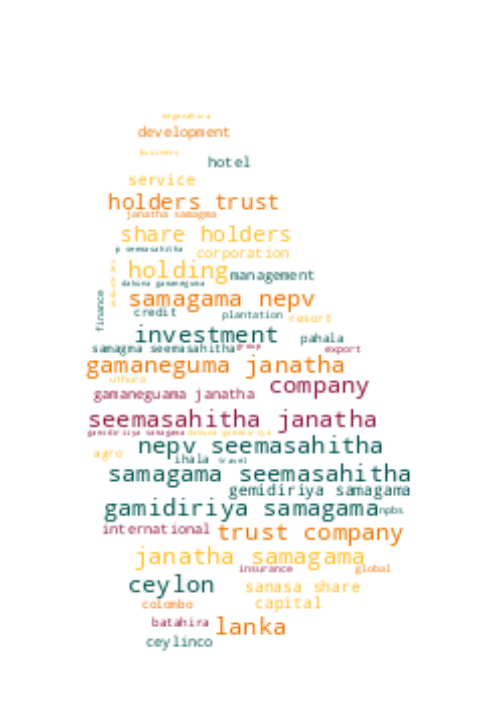 negenahira
development
business
hotel
service
holders trust
janatha samagma
share holders
p seemasahitha
corporation
holding
management
dakuna gamaneguma
industries
samagama nepv
finance
credit
plantation
resort
investment
pahala
samagma seemasahitha
group
export
gamaneguma janatha
uthura
company
gamaneguama janatha
seemasahitha janatha
gamidiriya samagama
nepv seemasahitha
agro
ihala
travel
samagama seemasahitha
gemidiriya samagama
gamidiriya samagama
npbs
international
trust company
janatha samagama
insurance
global
ceylon
sanasa share
colombo
capital
batahira
lanka
ceylinco